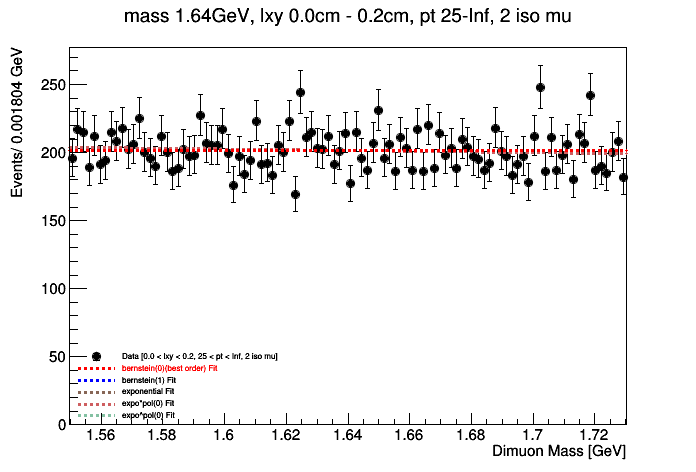 mass 1.64GeV, lxy 0.0cm - 0.2cm, pt 25-Inf, 2 iso mu
Events/ 0.001804 GeV
250
200
150
100
50
0
Data [0.0 < lxy < 0.2, 25 < pt < Inf, 2 iso mu]
bernstein(0)(best order) Fit
bernstein(1) Fit
exponential Fit
expo*pol(0) Fit
expo^pol(0) Fit
1.56 1.58 1.6 1.62 1.64 1.66 1.68 1.7 1.72
Dimuon Mass [GeV]